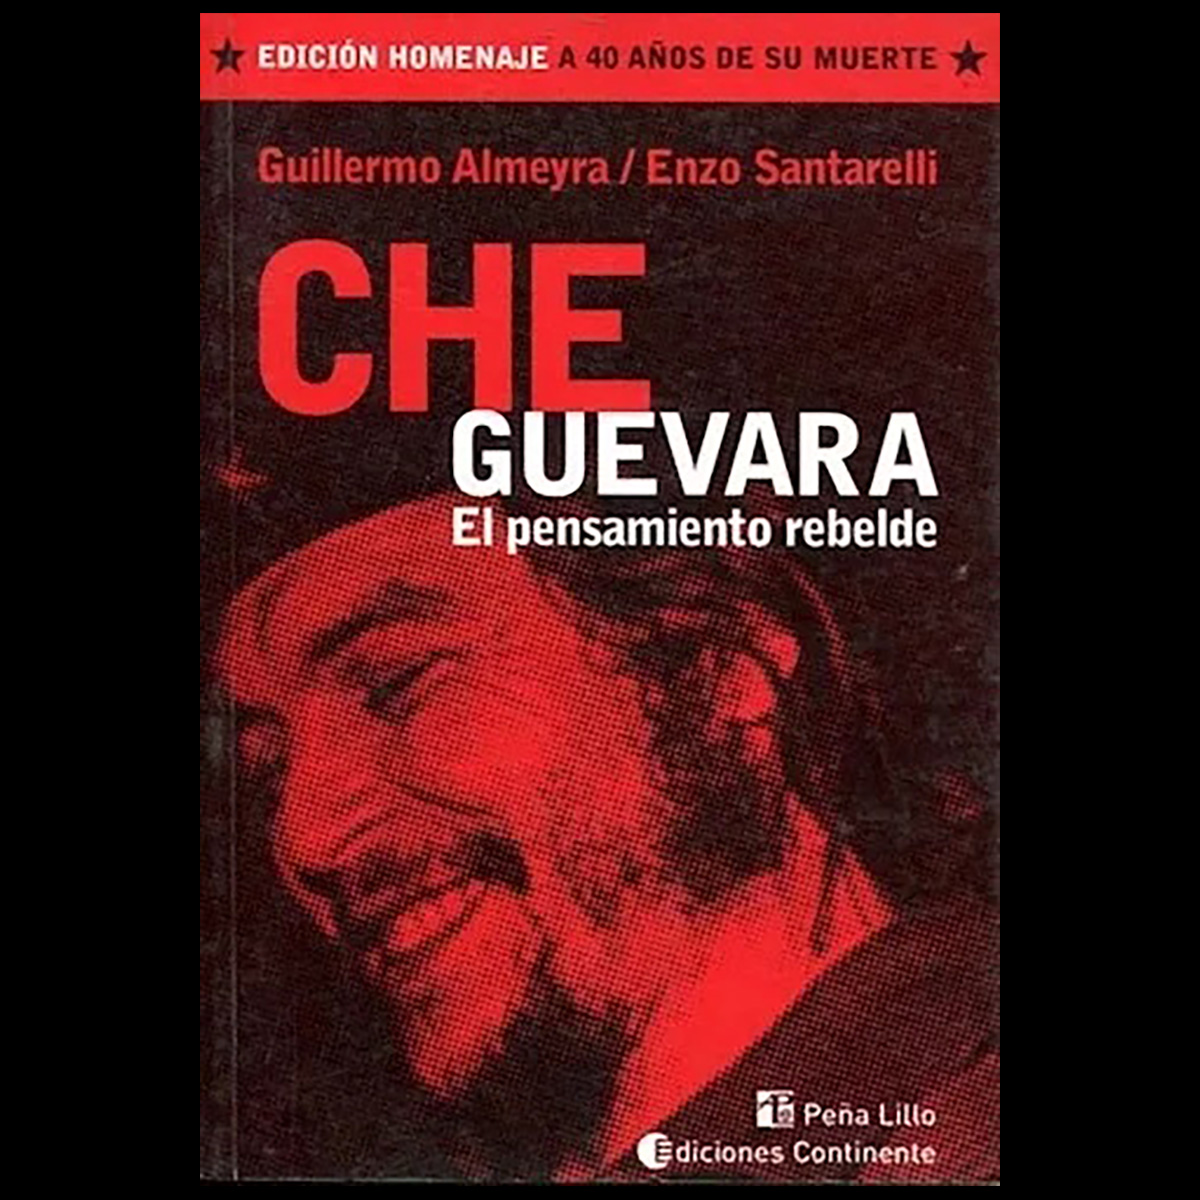 EDICIÓN HOMENAJE A 40 AÑOS DE SU MUERTE
Guillermo Almeyra / Enzo Santarelli
CHE
GUEVARA
El pensamiento rebelde
Peña Lillo
Ediciones Continente